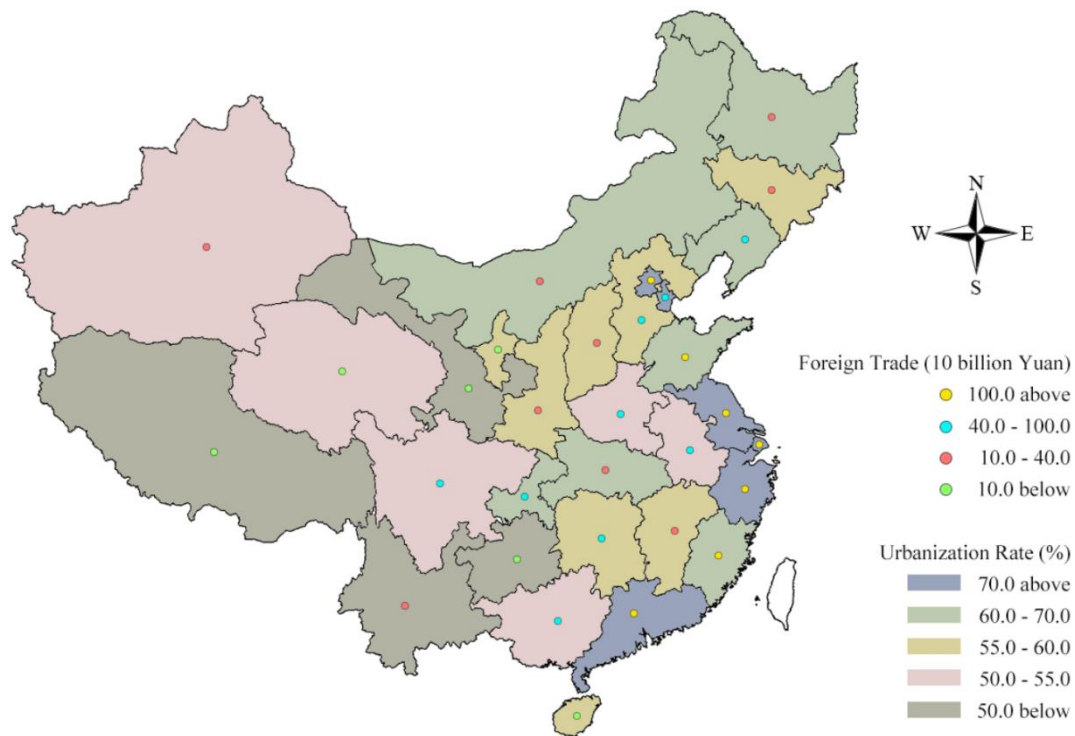 N
W E
S
Foreign Trade (10 billion Yuan)
100.0 above
40.0 - 100.0
10.0 - 40.0
10.0 below
Urbanization Rate (%)
70.0 above
60.0 - 70.0
55.0 - 60.0
50.0 - 55.0
50.0 below